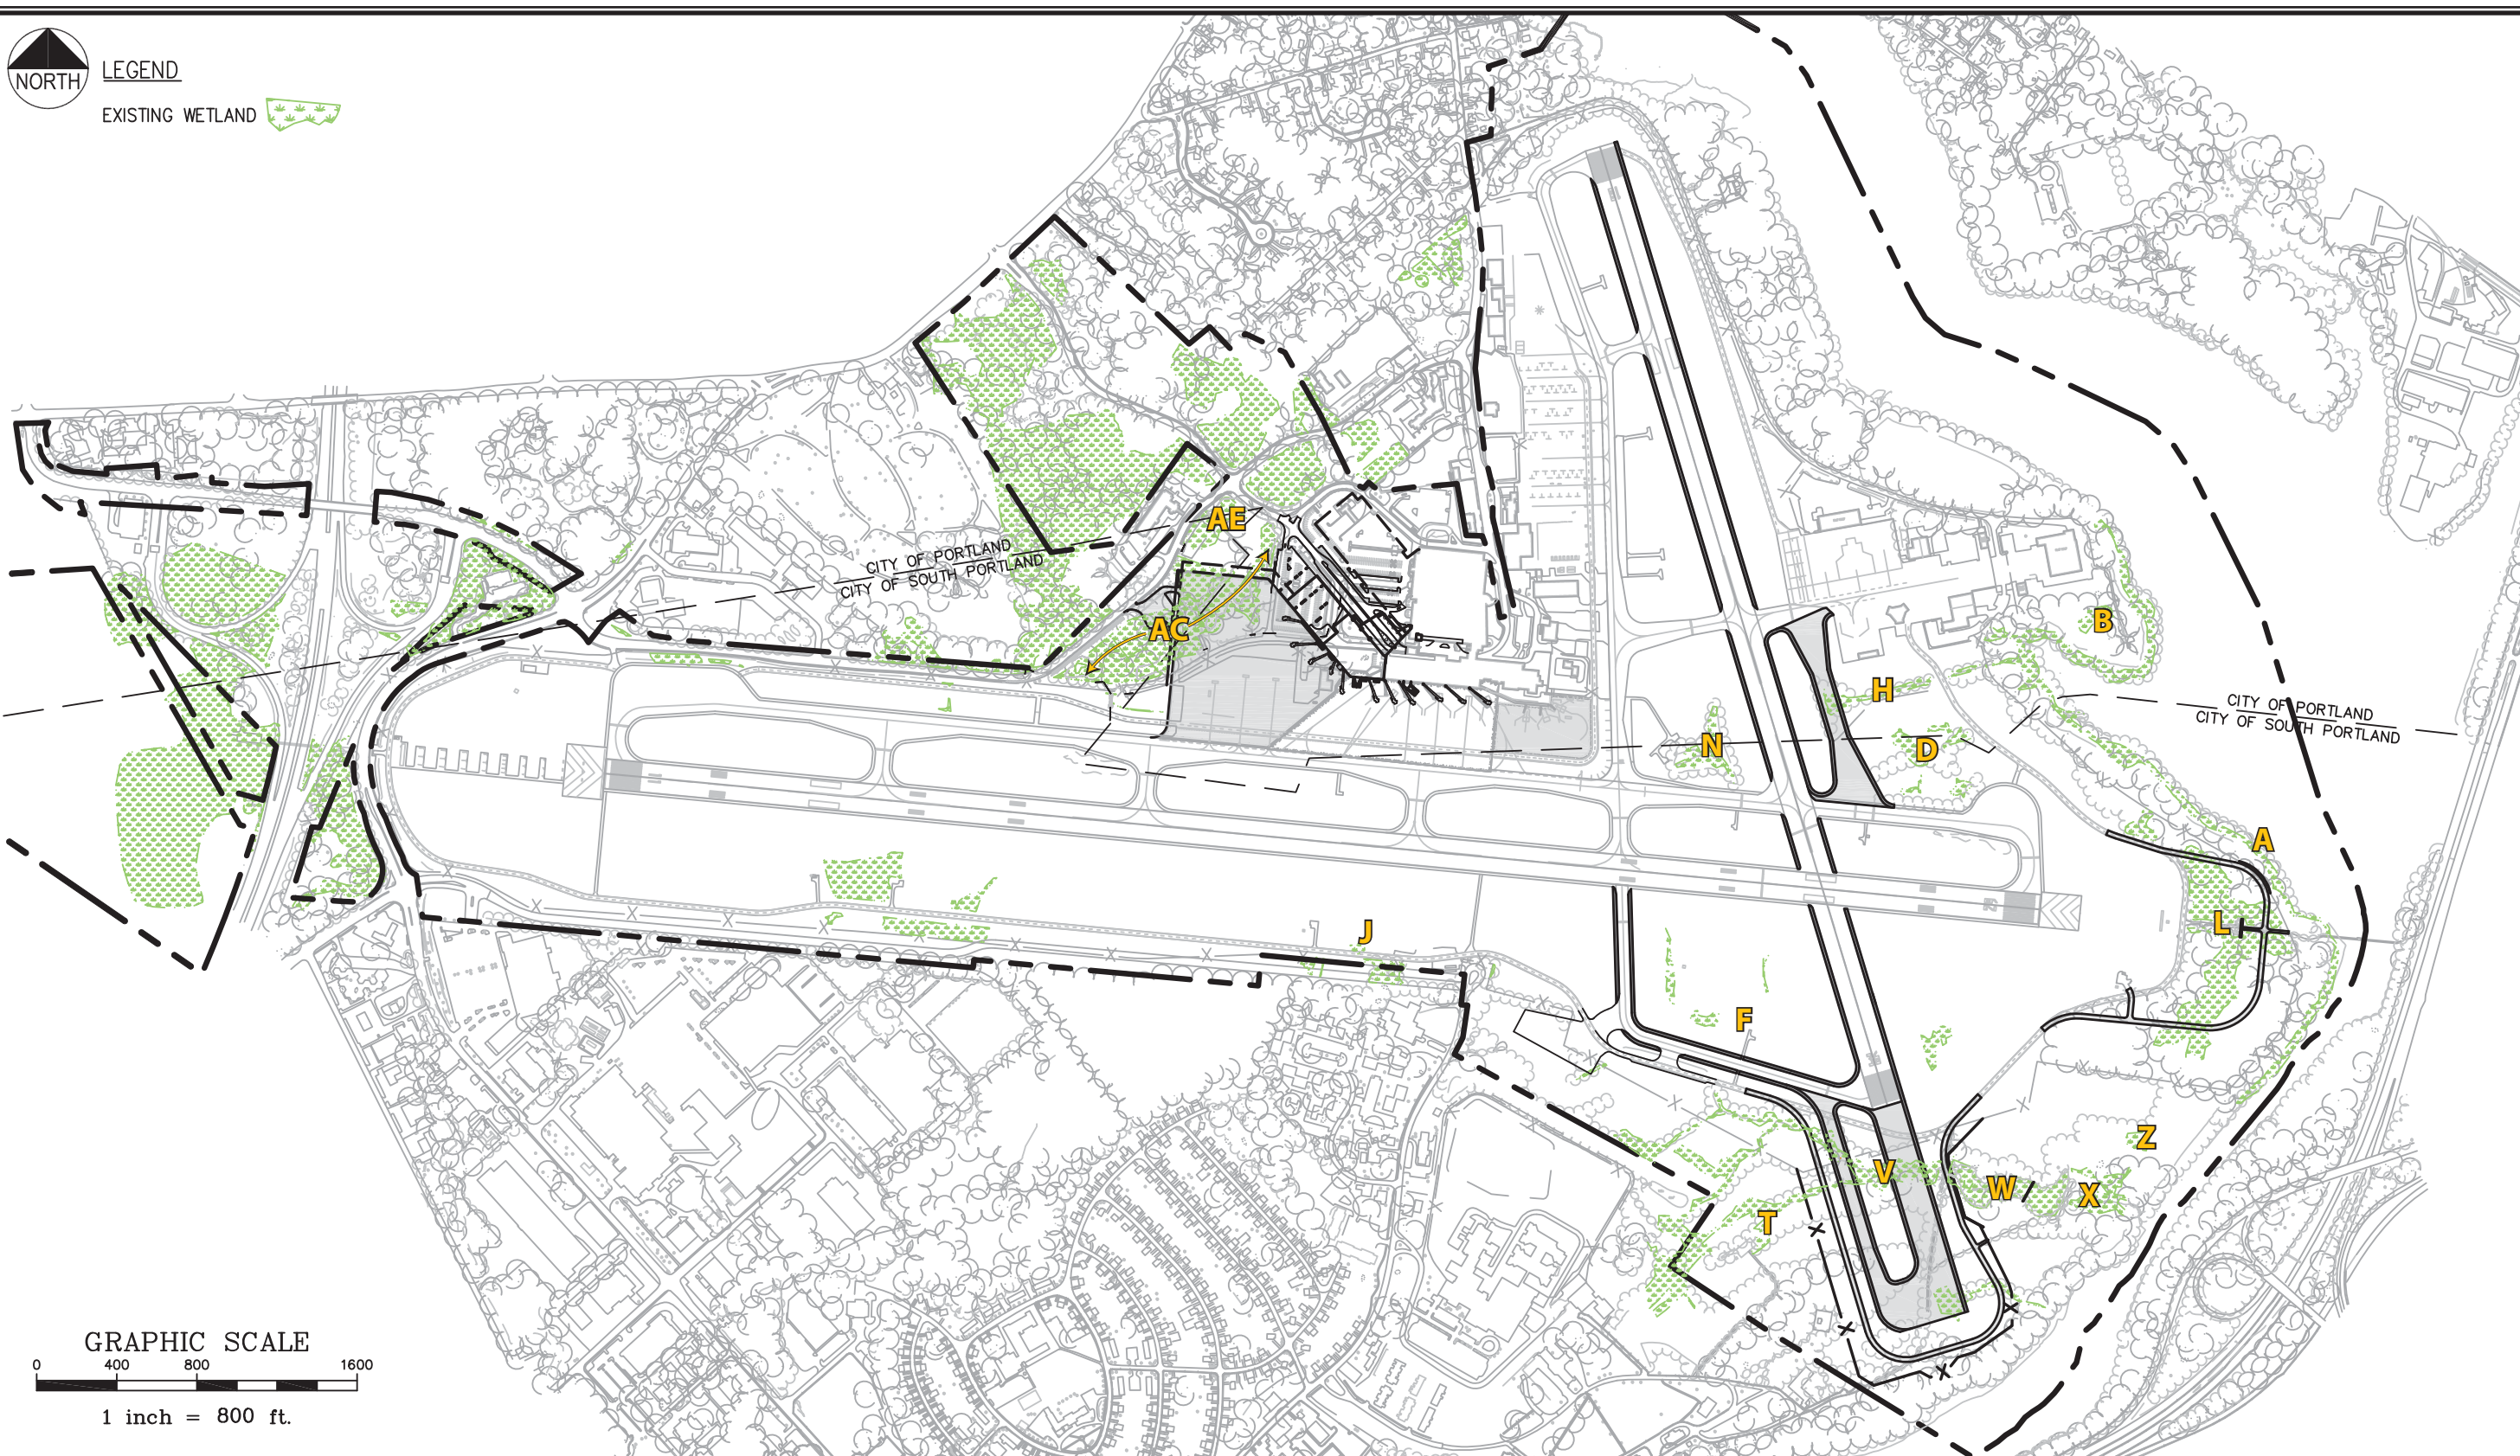 NORTH
LEGEND
EXISTING WETLAND
CITY OF PORTLAND
CITY OF SOUTH PORTLAND
AE
AC
B
H
CITY OF PORTLAND
CITY OF SOUTH PORTLAND
N
D
A
L
J
F
Z
V
W
X
T
GRAPHIC SCALE
0 400 800 1600
1 inch = 800 ft.